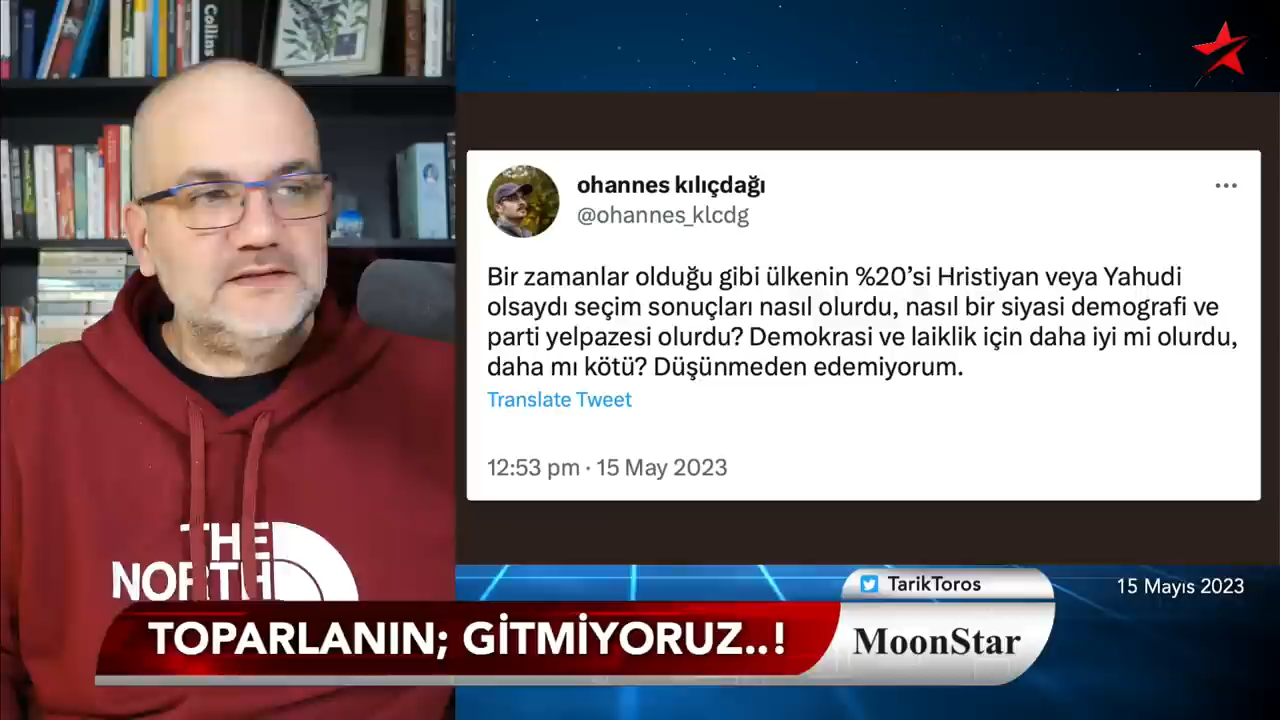 Collins
ohannes kılıçdağı
@ohannes_klcdg
Bir zamanlar olduğu gibi ülkenin %20’si Hristiyan veya Yahudi
olsaydı seçim sonuçları nasıl olurdu, nasıl bir siyasi demografi ve
parti yelpazesi olurdu? Demokrasi ve laiklik için daha iyi mi olurdu,
daha mı kötü? Düşünmeden edemiyorum.
Translate Tweet
12:53 pm · 15 May 2023
THE
NORTH
TarikToros
15 Mayıs 2023
TOPARLANIN; GİTMİYORUZ..!
MoonStar